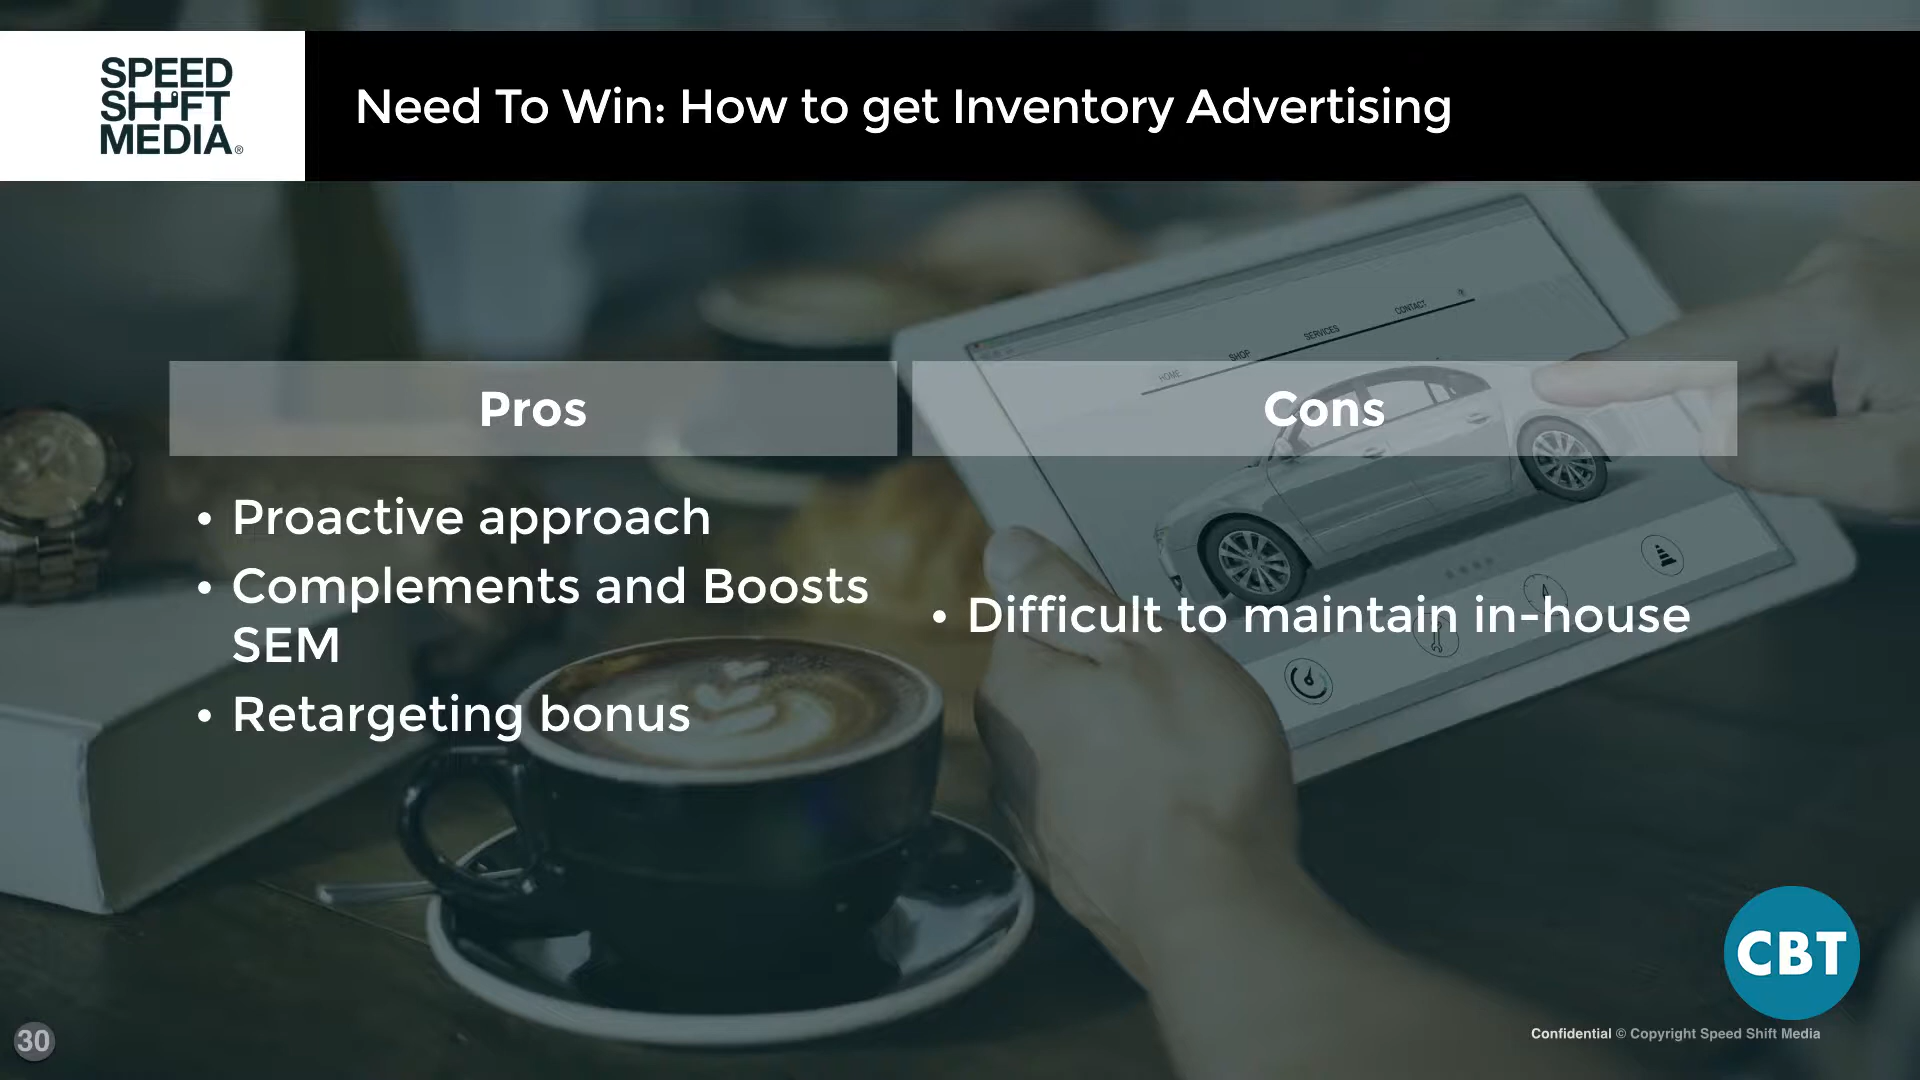 SPEED
SHIFT
MEDIA®
Need To Win: How to get Inventory Advertising
HOME
SHOP
SERVICES
CONTACT
Pros
• Proactive approach
• Complements and Boosts
SEM
• Retargeting bonus
Cons
• Difficult to maintain in-house
CBT
Confidential © Copyright Speed Shift Media
30